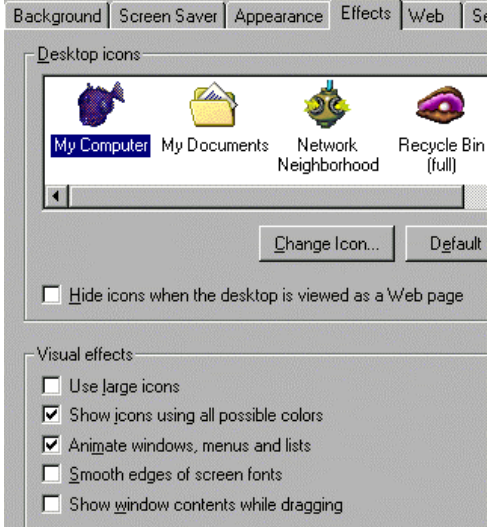 Background Screen Saver Appearance Effects Web
Desktop icons
My Computer My Documents Network Neighborhood Recycle Bin (full)
Change Icon... Default
Hide icons when the desktop is viewed as a Web page
Visual effects
Use large icons
Show icons using all possible colors
Animate windows, menus and lists
Smooth edges of screen fonts
Show window contents while dragging